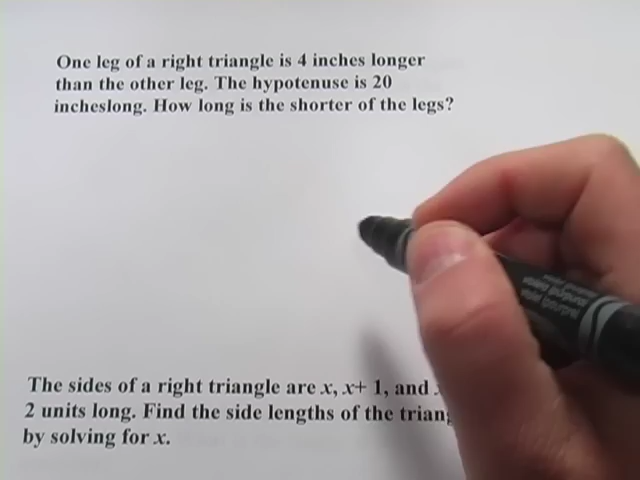 One leg of a right triangle is 4 inches longer
than the other leg. The hypotenuse is 20
incheslong. How long is the shorter of the legs?
The sides of a right triangle are x, x+ 1, and
2 units long. Find the side lengths of the
by solving for x.